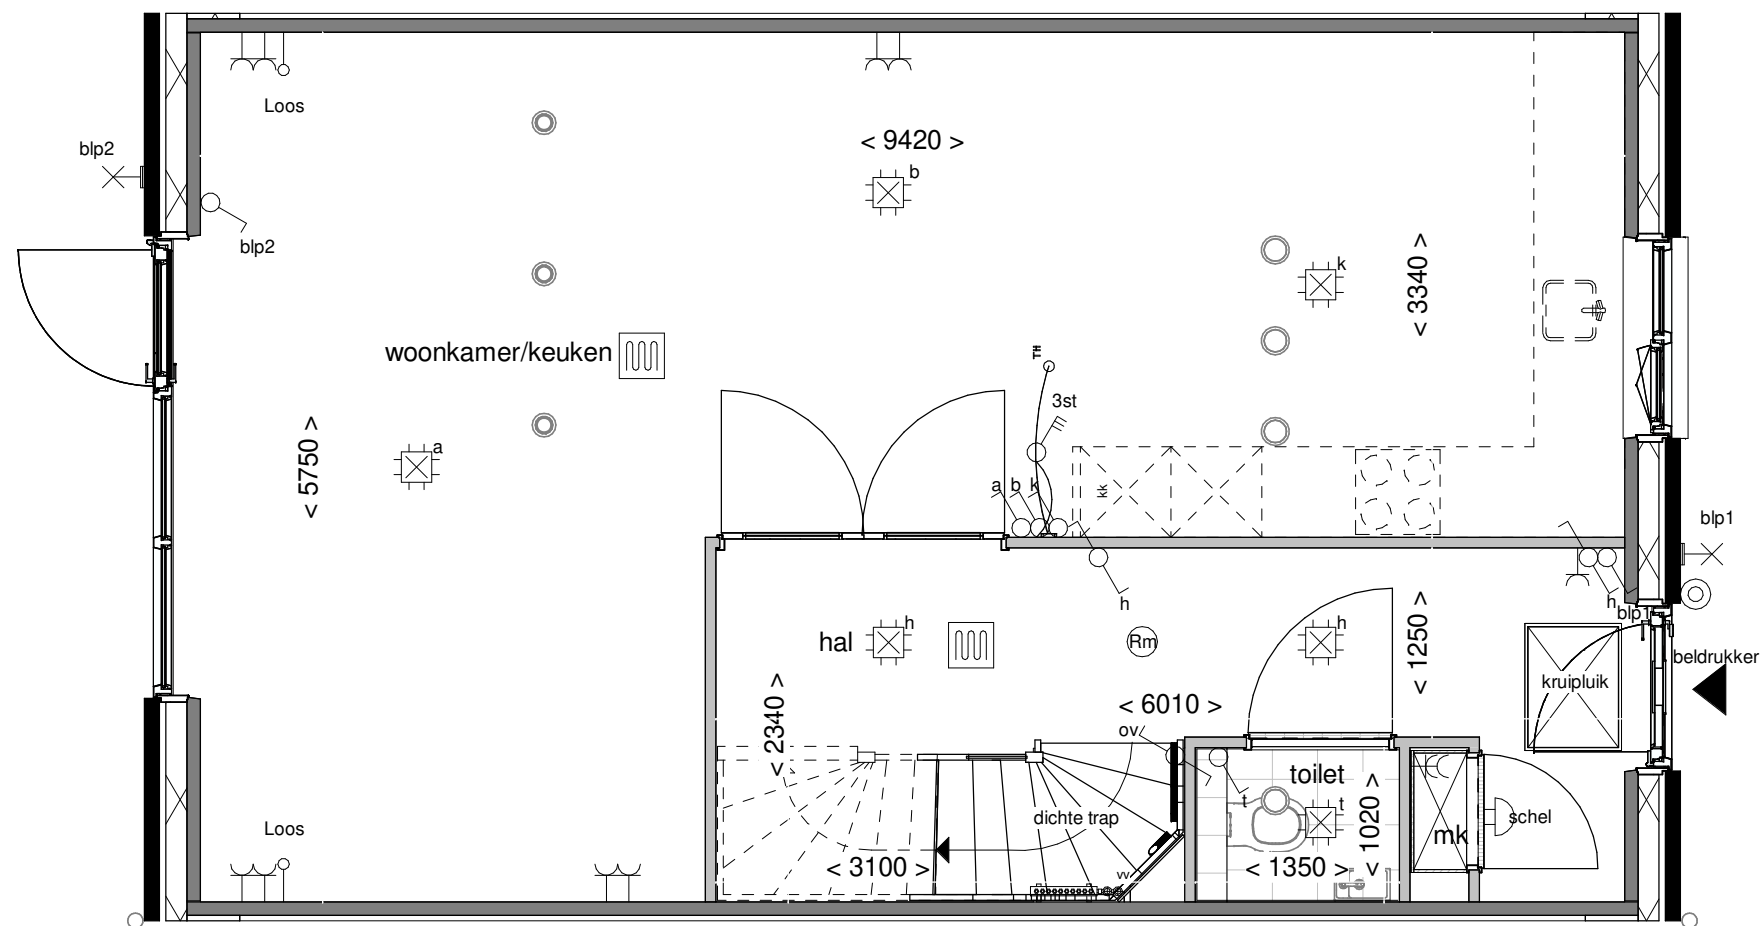 Loos
blp2
< 9420 >
b
blp2
k
< 3340 >
woonkamer/keuken
TH
3st
a
< 5750 >
a b k
kk
blp1
h
h
blp1
hal
h
Rm
h
< 1250 >
beldrukker
kruipluik
< 2340 >
< 6010 >
ov
toilet
t
t
< 1020 >
Loos
dichte trap
schel
mk
< 3100 >
vv
< 1350 >